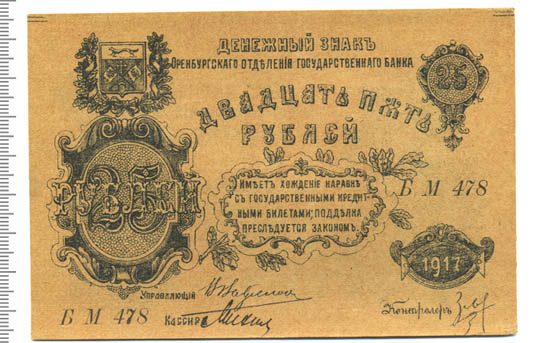 ДЕНЕЖНЫЙ ЗНАКЪ
ОРЕНБУРГСКАГО ОТДѢЛЕНІЯ ГОСУДАРСТВЕННАГО БАНКА
25
ДВАДЦАТЬ ПЯТЬ
РУБЛЕЙ
25
РУБЛЕЙ
ИМѢЕТЪ ХОЖДЕНІЕ НАРАВНѢ
СЪ ГОСУДАРСТВЕННЫМИ КРЕДИТ-
НЫМИ БИЛЕТАМИ; ПОДДѢЛКА
ПРЕСЛѢДУЕТСЯ ЗАКОНОМЪ.
Б М 478
1917
Управляющій
Б М 478
Кассиръ
Контролеръ